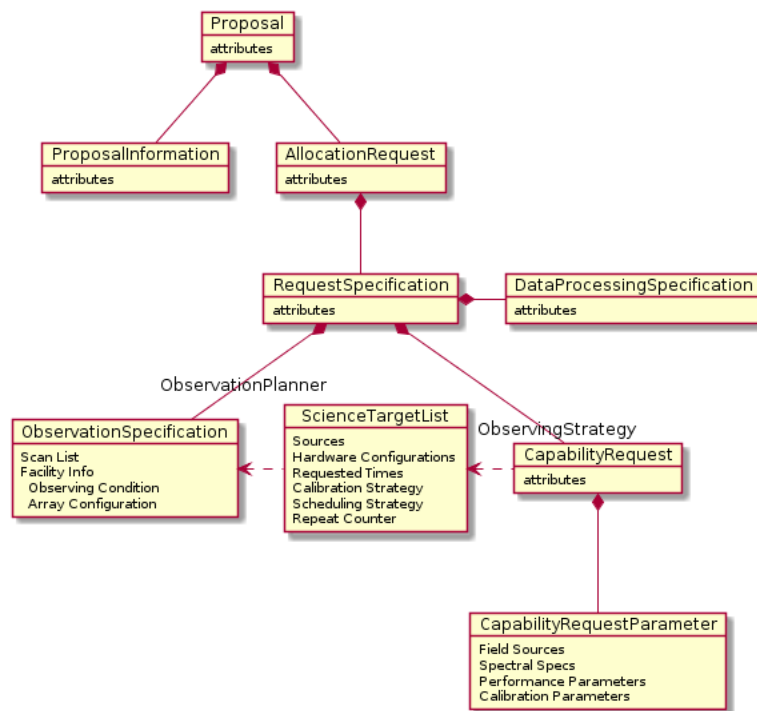 Proposal
attributes
ProposalInformation
attributes
AllocationRequest
attributes
RequestSpecification
attributes
DataProcessingSpecification
attributes
ObservationPlanner
ObservingStrategy
ObservationSpecification
Scan List
Facility Info
Observing Condition
Array Configuration
ScienceTargetList
Sources
Hardware Configurations
Requested Times
Calibration Strategy
Scheduling Strategy
Repeat Counter
CapabilityRequest
attributes
CapabilityRequestParameter
Field Sources
Spectral Specs
Performance Parameters
Calibration Parameters